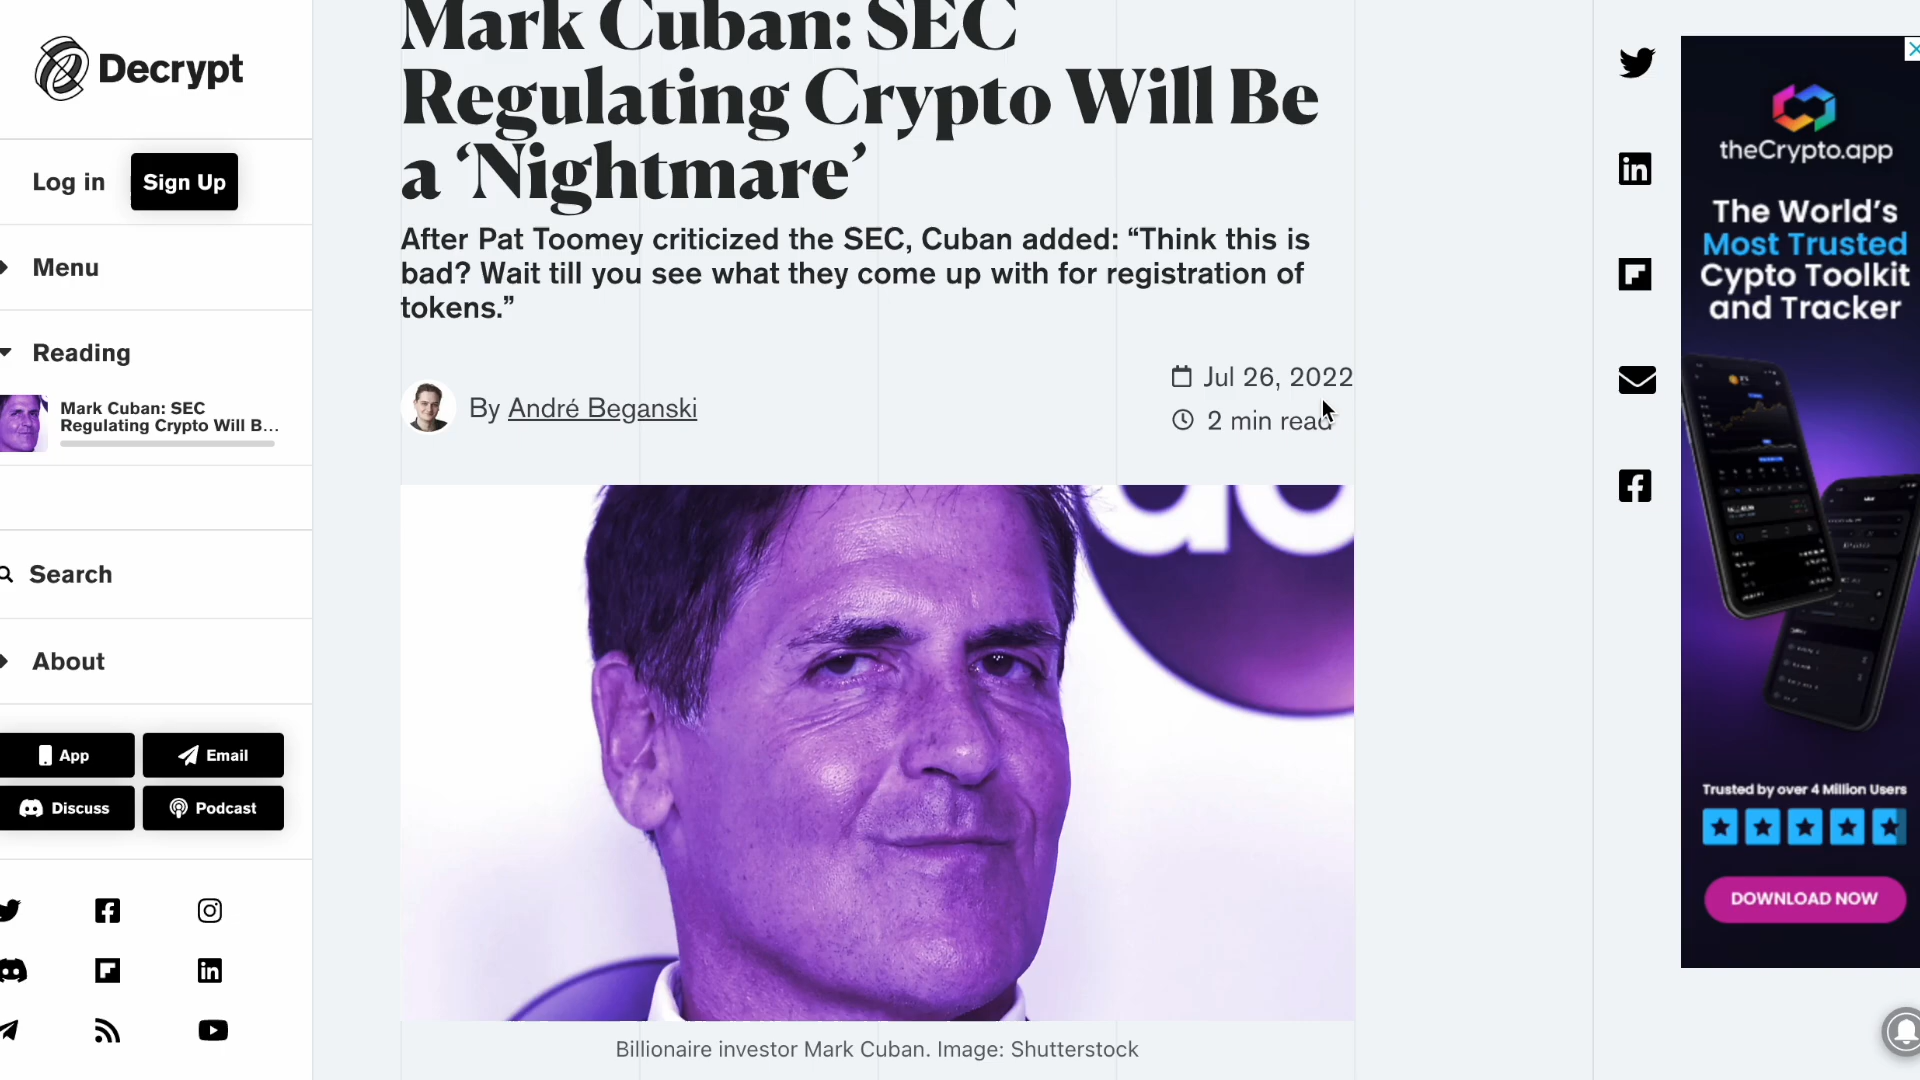 Decrypt
Log in
Sign Up
Menu
Reading
Mark Cuban: SEC
Regulating Crypto Will B...
Search
About
App
Email
Discuss
Podcast
Mark Cuban: SEC
Regulating Crypto Will Be
a ‘Nightmare’
After Pat Toomey criticized the SEC, Cuban added: “Think this is
bad? Wait till you see what they come up with for registration of
tokens.”
By André Beganski
Jul 26, 2022
2 min read
Billionaire investor Mark Cuban. Image: Shutterstock
theCrypto.app
The World’s
Most Trusted
Cypto Toolkit
and Tracker
Trusted by over 4 Million Users
DOWNLOAD NOW